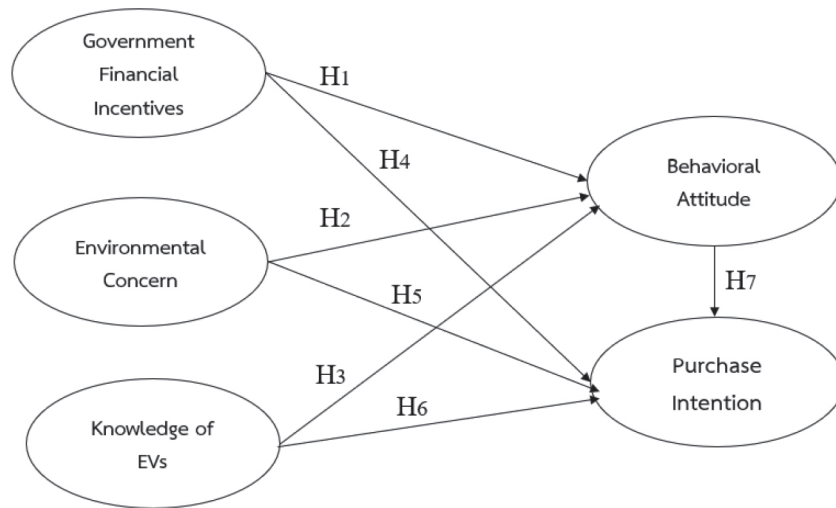 Government
Financial
Incentives
H1
H4
Behavioral
Attitude
Environmental
Concern
H2
H5
H7
H3
Purchase
Intention
H6
Knowledge of
EVs